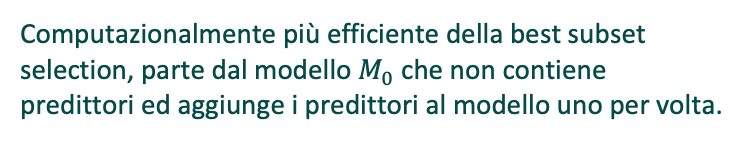 Computazionalmente più efficiente della best subset
selection, parte dal modello M₀ che non contiene
predittori ed aggiunge i predittori al modello uno per volta.